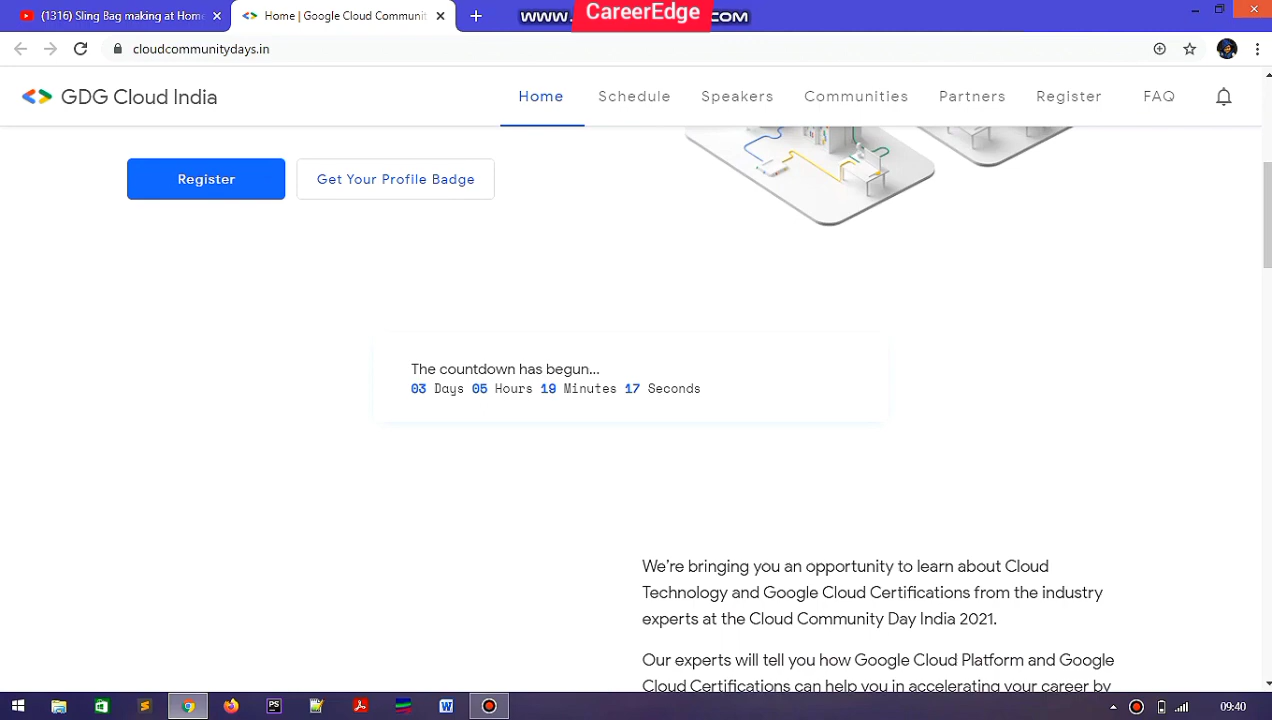 (1316) Sling Bag making at Home
Home | Google Cloud Communi
WWW.
CareerEdge
.COM
cloudcommunitydays.in
GDG Cloud India
Home
Schedule
Speakers
Communities
Partners
Register
FAQ
Register
Get Your Profile Badge
The countdown has begun...
03 Days 05 Hours 19 Minutes 17 Seconds
We're bringing you an opportunity to learn about Cloud
Technology and Google Cloud Certifications from the industry
experts at the Cloud Community Day India 2021.
Our experts will tell you how Google Cloud Platform and Google
Cloud Certifications can help you in accelerating your career by
PS
W
09:40